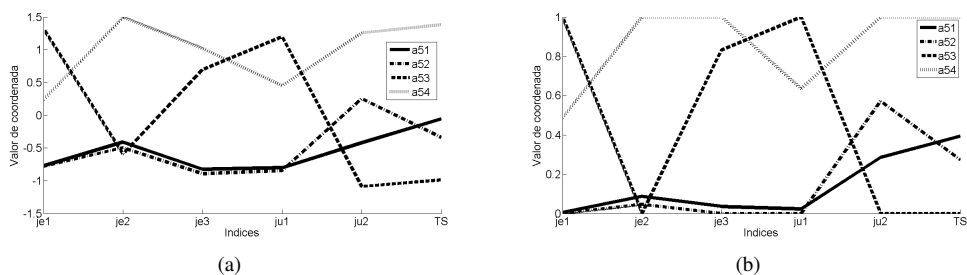 1.5
1
0.5
0
-0.5
-1
-1.5
Valor de coordenada
je1 je2 je3 ju1 ju2 TS
Indices
a51
a52
a53
a54
(a)
1
0.8
0.6
0.4
0.2
0
Valor de coordenada
je1 je2 je3 ju1 ju2 TS
Indices
a51
a52
a53
a54
(b)